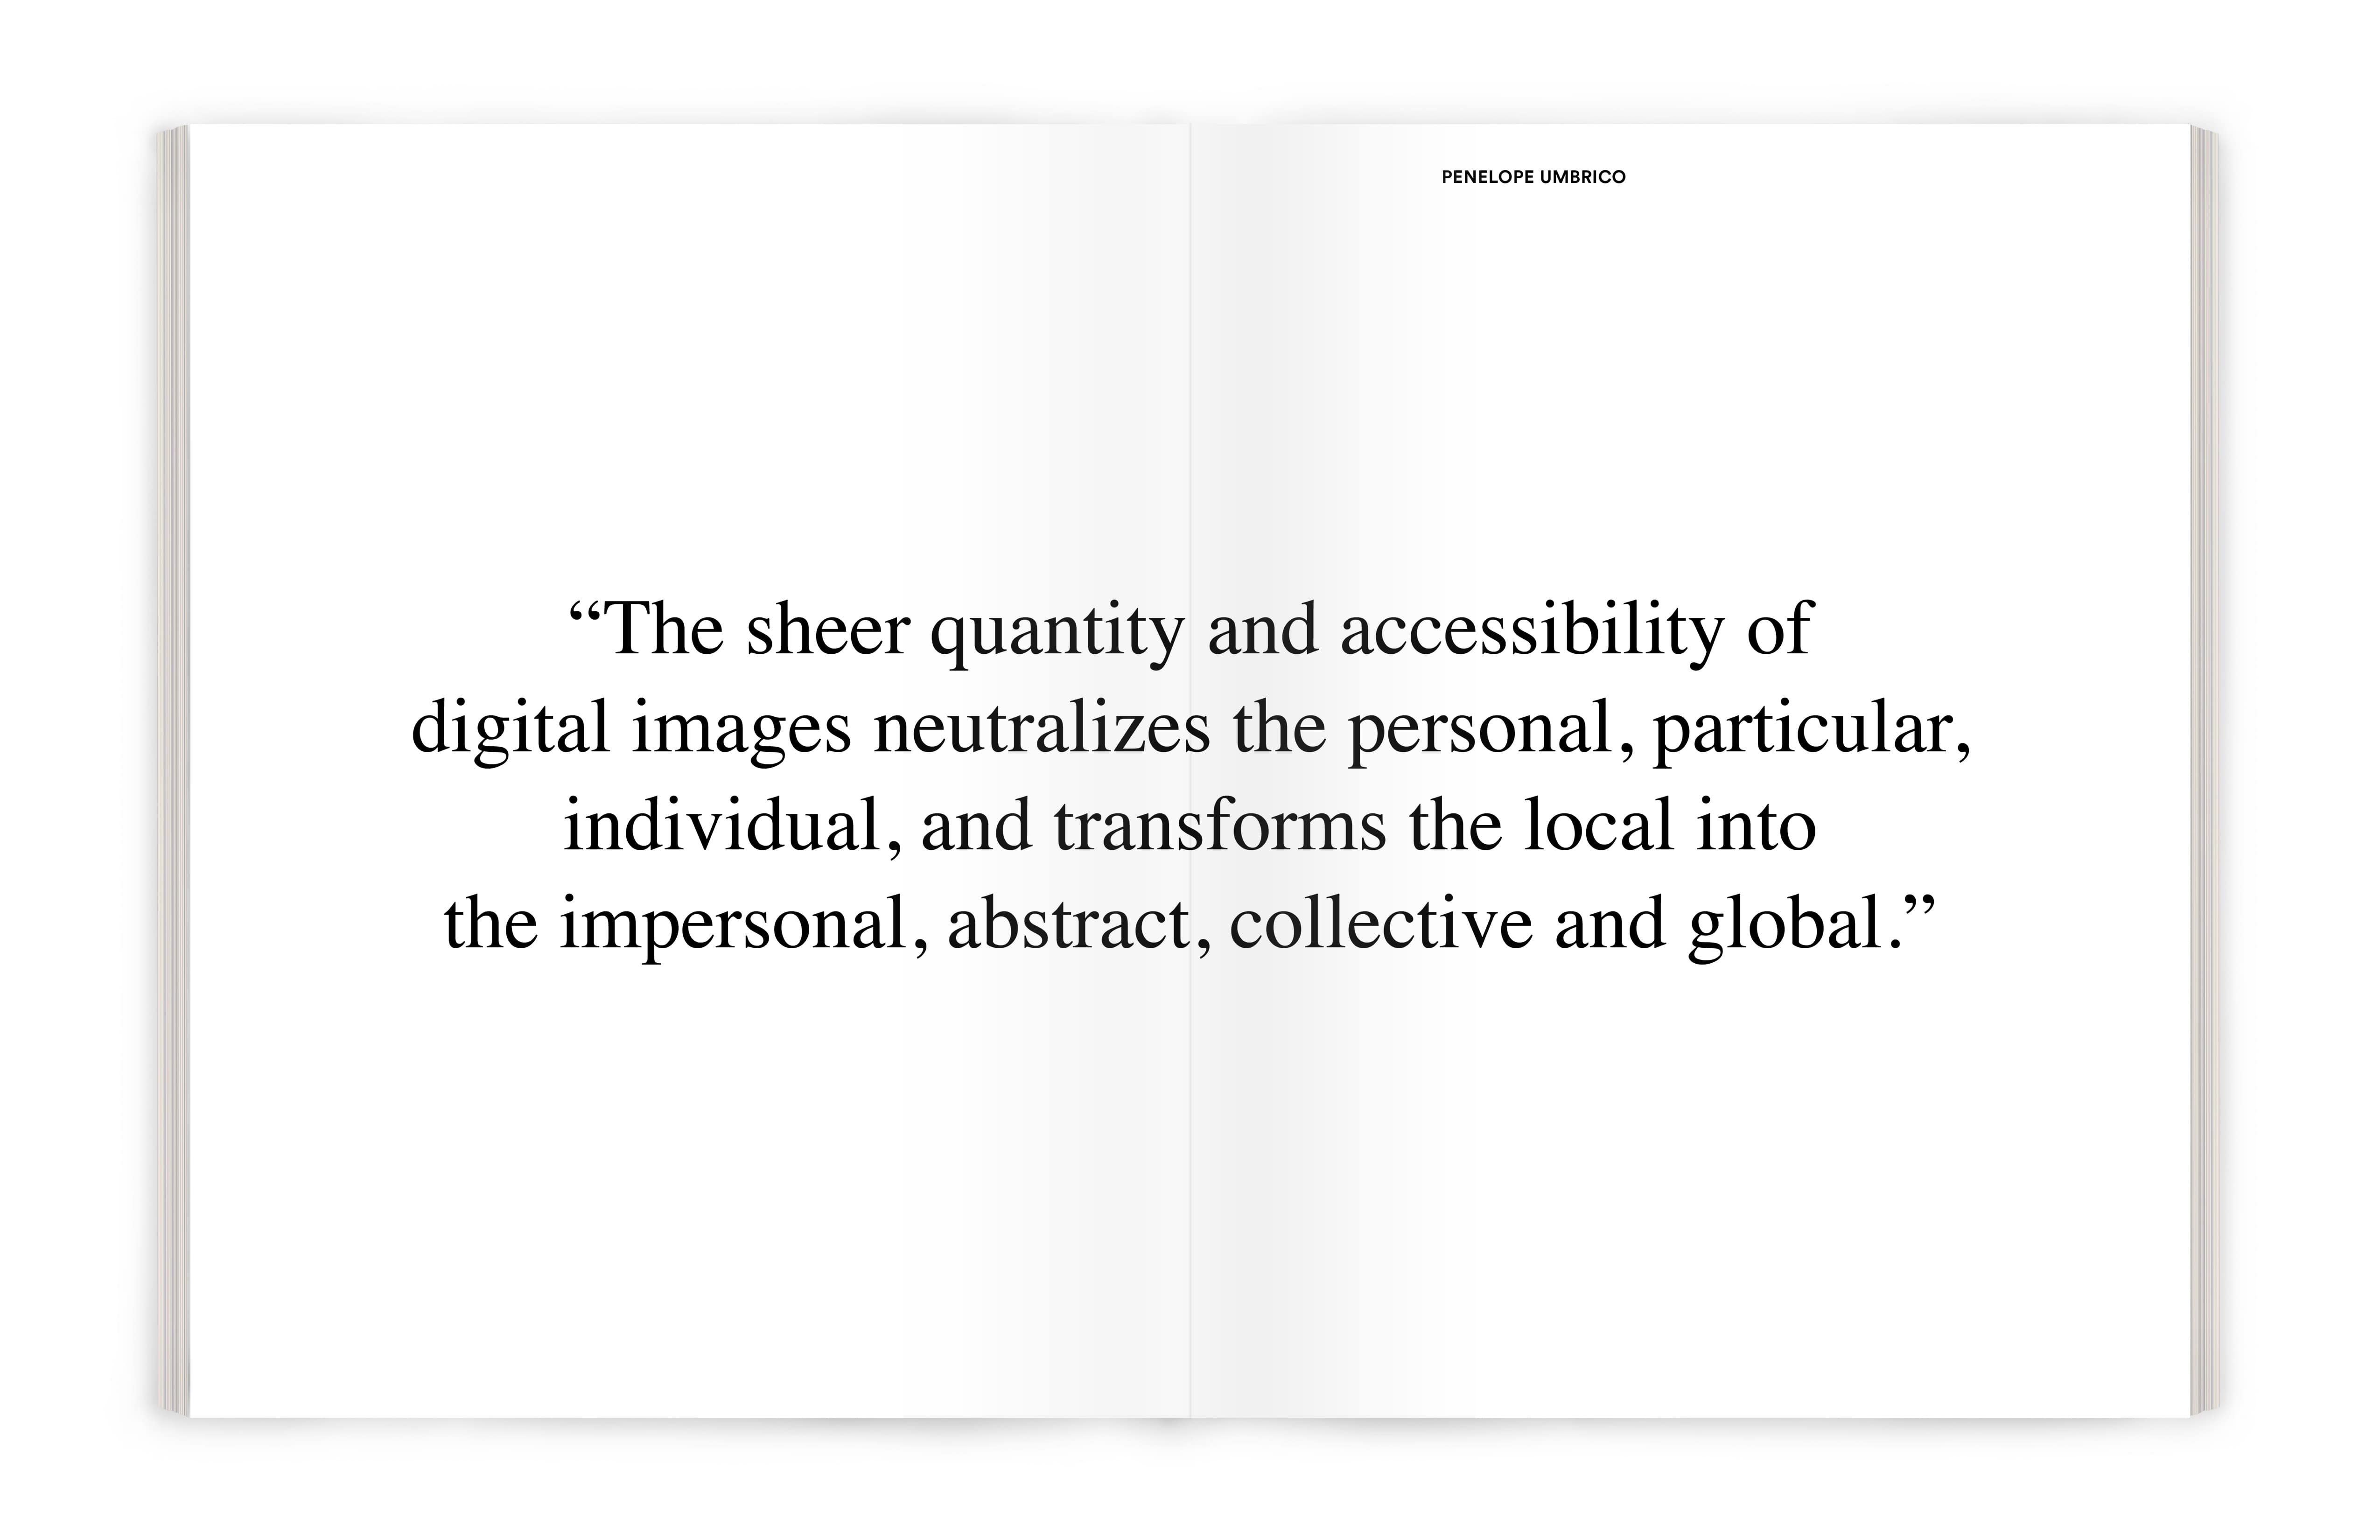 PENELOPE UMBRICO
“The sheer quantity and accessibility of
digital images neutralizes the personal, particular,
individual, and transforms the local into
the impersonal, abstract, collective and global.”